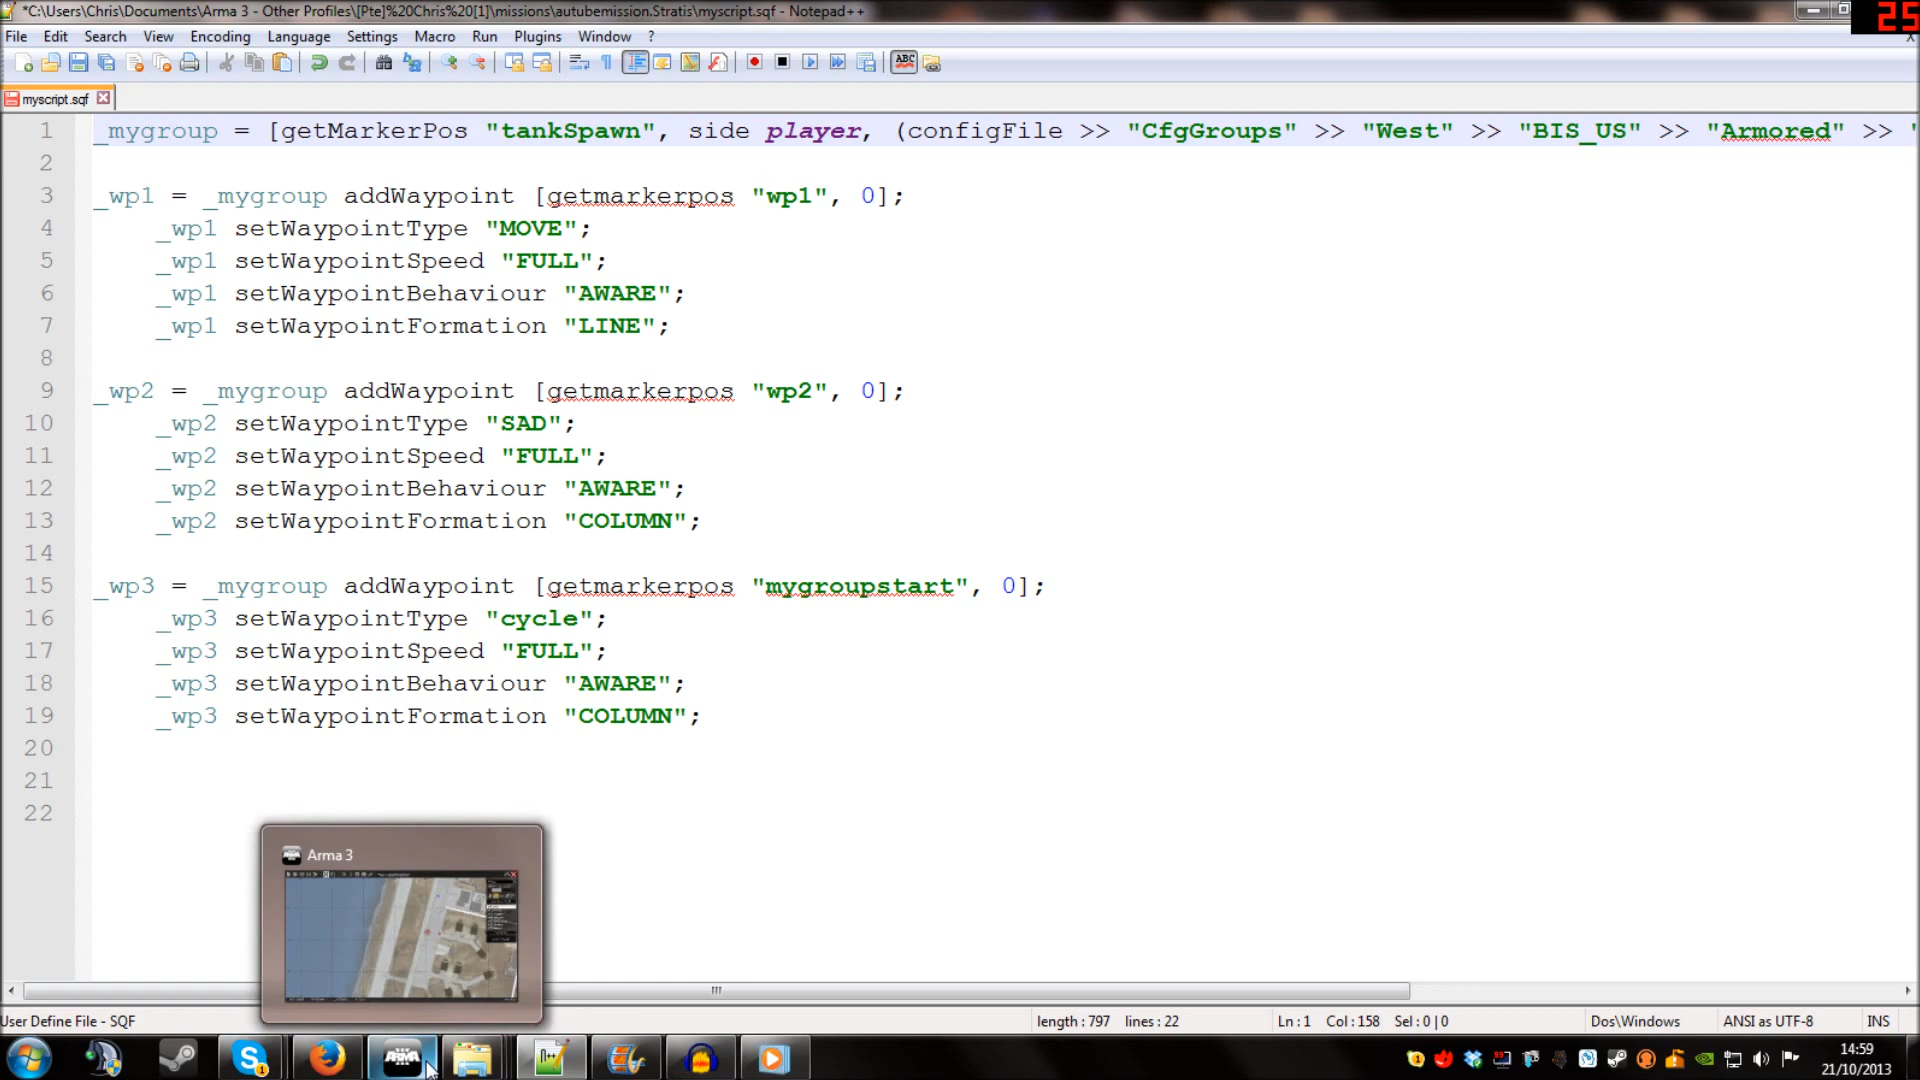 *C:\Users\Chris\Documents\Arma 3 - Other Profiles\[Pte]%20Chris%20[1]\missions\autubemission.Stratis\myscript.sqf - Notepad++
25
File Edit Search View Encoding Language Settings Macro Run Plugins Window ?
myscript.sqf
1 _mygroup = [getMarkerPos "tankSpawn", side player, (configFile >> "CfgGroups" >> "West" >> "BIS_US" >> "Armored" >> "
2
3 _wp1 = _mygroup addWaypoint [getmarkerpos "wp1", 0];
4 _wp1 setWaypointType "MOVE";
5 _wp1 setWaypointSpeed "FULL";
6 _wp1 setWaypointBehaviour "AWARE";
7 _wp1 setWaypointFormation "LINE";
8
9 _wp2 = _mygroup addWaypoint [getmarkerpos "wp2", 0];
10 _wp2 setWaypointType "SAD";
11 _wp2 setWaypointSpeed "FULL";
12 _wp2 setWaypointBehaviour "AWARE";
13 _wp2 setWaypointFormation "COLUMN";
14
15 _wp3 = _mygroup addWaypoint [getmarkerpos "mygroupstart", 0];
16 _wp3 setWaypointType "cycle";
17 _wp3 setWaypointSpeed "FULL";
18 _wp3 setWaypointBehaviour "AWARE";
19 _wp3 setWaypointFormation "COLUMN";
20
21
22
Arma 3
User Define File - SQF length : 797 lines : 22 Ln : 1 Col : 158 Sel : 0 | 0 Dos\Windows ANSI as UTF-8 INS
ARMA
14:59
21/10/2013